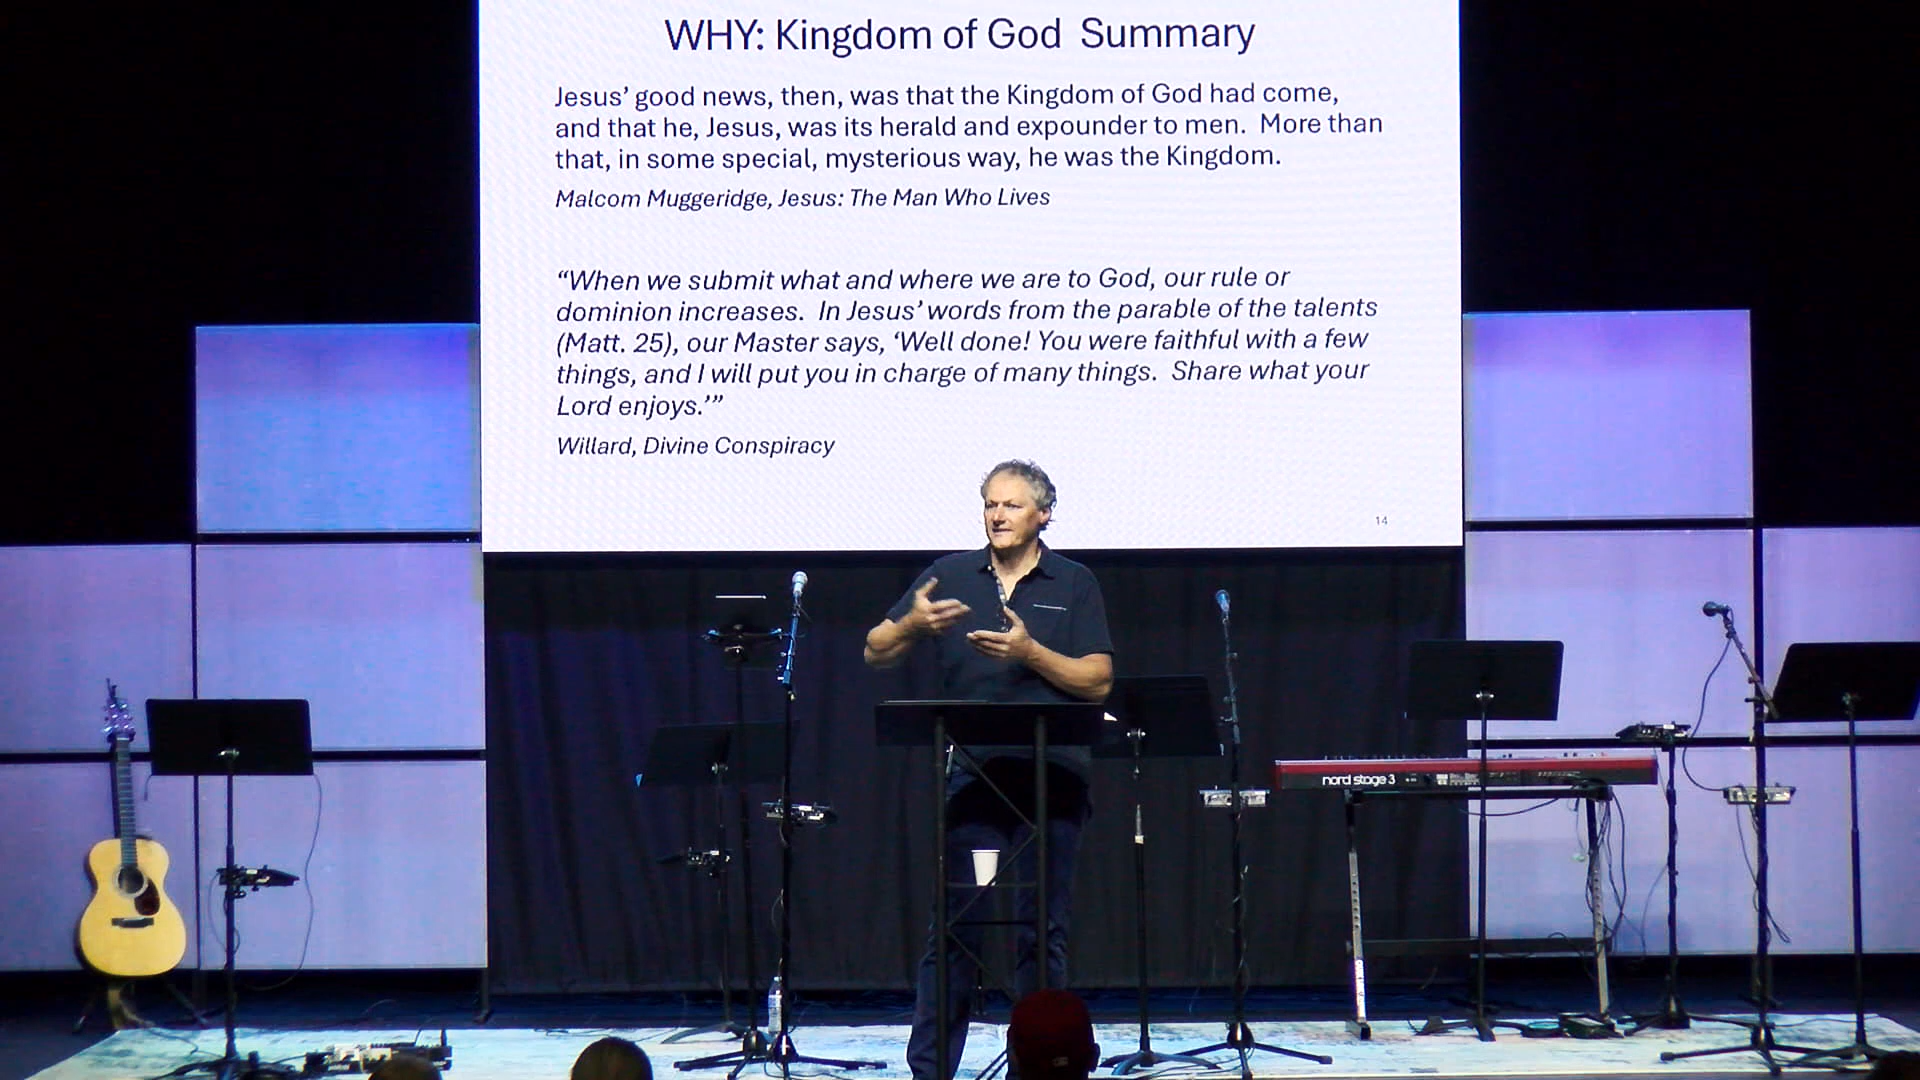 WHY: Kingdom of God Summary
Jesus’ good news, then, was that the Kingdom of God had come,
and that he, Jesus, was its herald and expounder to men. More than
that, in some special, mysterious way, he was the Kingdom.
Malcom Muggeridge, Jesus: The Man Who Lives
“When we submit what and where we are to God, our rule or
dominion increases. In Jesus’ words from the parable of the talents
(Matt. 25), our Master says, ‘Well done! You were faithful with a few
things, and I will put you in charge of many things. Share what your
Lord enjoys.’”
Willard, Divine Conspiracy
14
nord stage 3